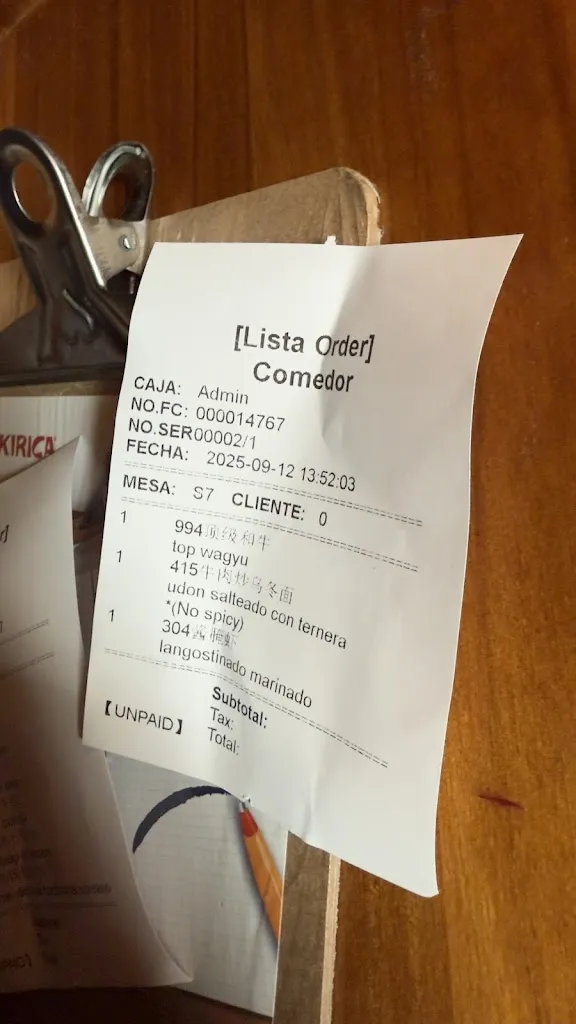 [Lista Order]
Comedor
CAJA: Admin
NO.FC: 000014767
NO.SER00002/1
FECHA: 2025-09-12 13:52:03
MESA: S7 CLIENTE: 0
1 994顶级和牛
top wagyu
1 415牛肉炒乌冬面
udon salteado con ternera
*(No spicy)
1 304酱腌虾
langostinado marinado
Subtotal:
【UNPAID】 Tax:
Total:
KIRICA